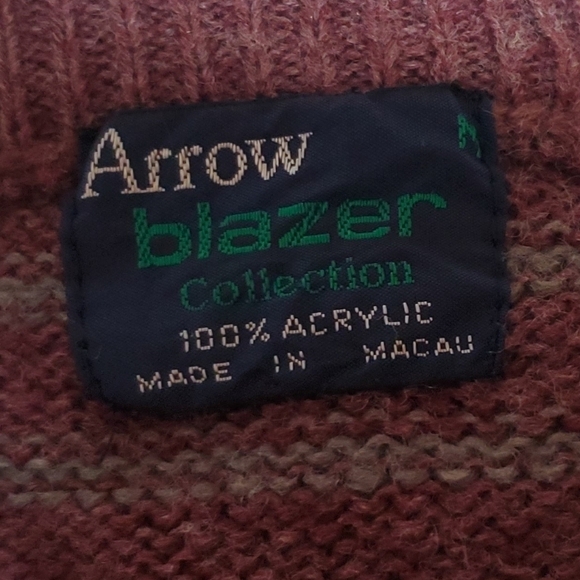 Arrow
blazer
Collection
100% ACRYLIC
MADE IN MACAU